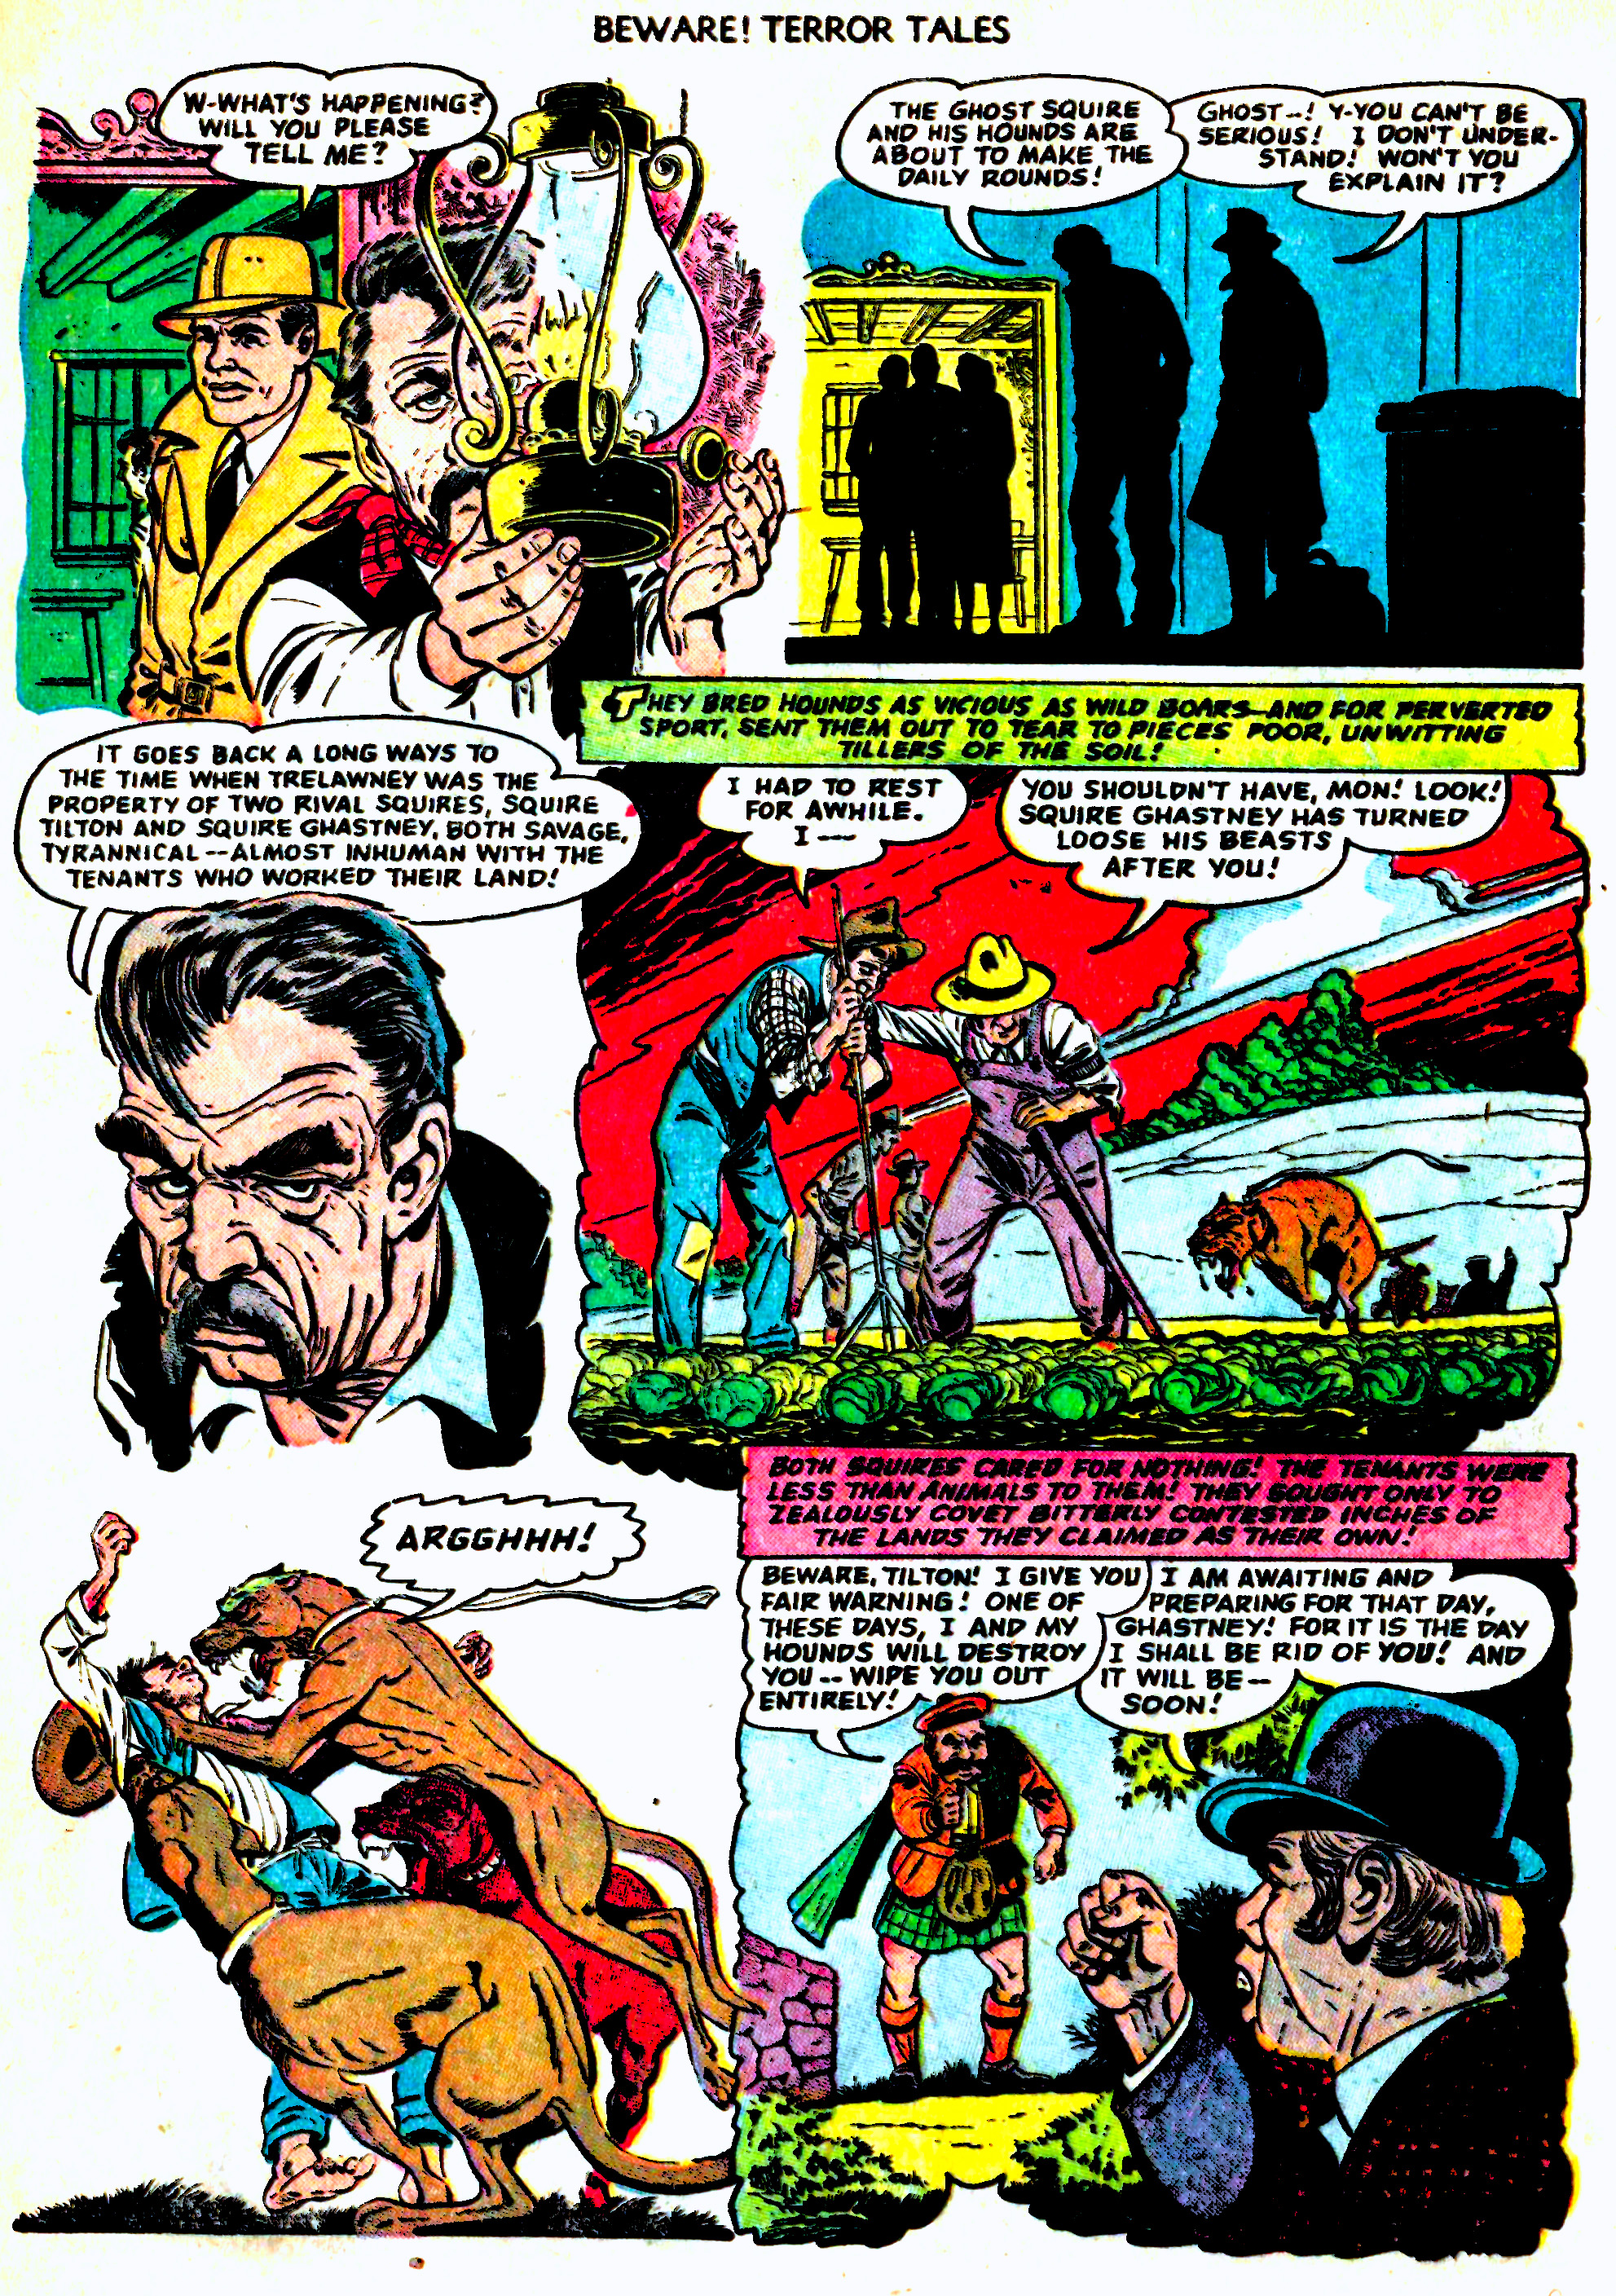 BEWARE! TERROR TALES
W-WHAT'S HAPPENING?
WILL YOU PLEASE
TELL ME?
THE GHOST SQUIRE
AND HIS HOUNDS ARE
ABOUT TO MAKE THE
DAILY ROUNDS!
GHOST--! Y-YOU CAN'T BE
SERIOUS! I DON'T UNDER-
STAND! WON'T YOU
EXPLAIN IT?
IT GOES BACK A LONG WAYS TO
THE TIME WHEN TRELAWNEY WAS THE
PROPERTY OF TWO RIVAL SQUIRES, SQUIRE
TILTON AND SQUIRE GHASTNEY, BOTH SAVAGE,
TYRANNICAL--ALMOST INHUMAN WITH THE
TENANTS WHO WORKED THEIR LAND!
THEY BRED HOUNDS AS VICIOUS AS WILD BOARS--AND FOR PERVERTED
SPORT, SENT THEM OUT TO TEAR TO PIECES POOR, UNWITTING
TILLERS OF THE SOIL!
I HAD TO REST
FOR AWHILE.
I ---
YOU SHOULDN'T HAVE, MON! LOOK!
SQUIRE GHASTNEY HAS TURNED
LOOSE HIS BEASTS
AFTER YOU!
ARGGHHH!
BOTH SQUIRES CARED FOR NOTHING! THE TENANTS WERE
LESS THAN ANIMALS TO THEM! THEY SOUGHT ONLY TO
ZEALOUSLY COVET BITTERLY CONTESTED INCHES OF
THE LANDS THEY CLAIMED AS THEIR OWN!
BEWARE, TILTON! I GIVE YOU
FAIR WARNING! ONE OF
THESE DAYS, I AND MY
HOUNDS WILL DESTROY
YOU -- WIPE YOU OUT
ENTIRELY!
I AM AWAITING AND
PREPARING FOR THAT DAY,
GHASTNEY! FOR IT IS THE DAY
I SHALL BE RID OF YOU! AND
IT WILL BE--
SOON!